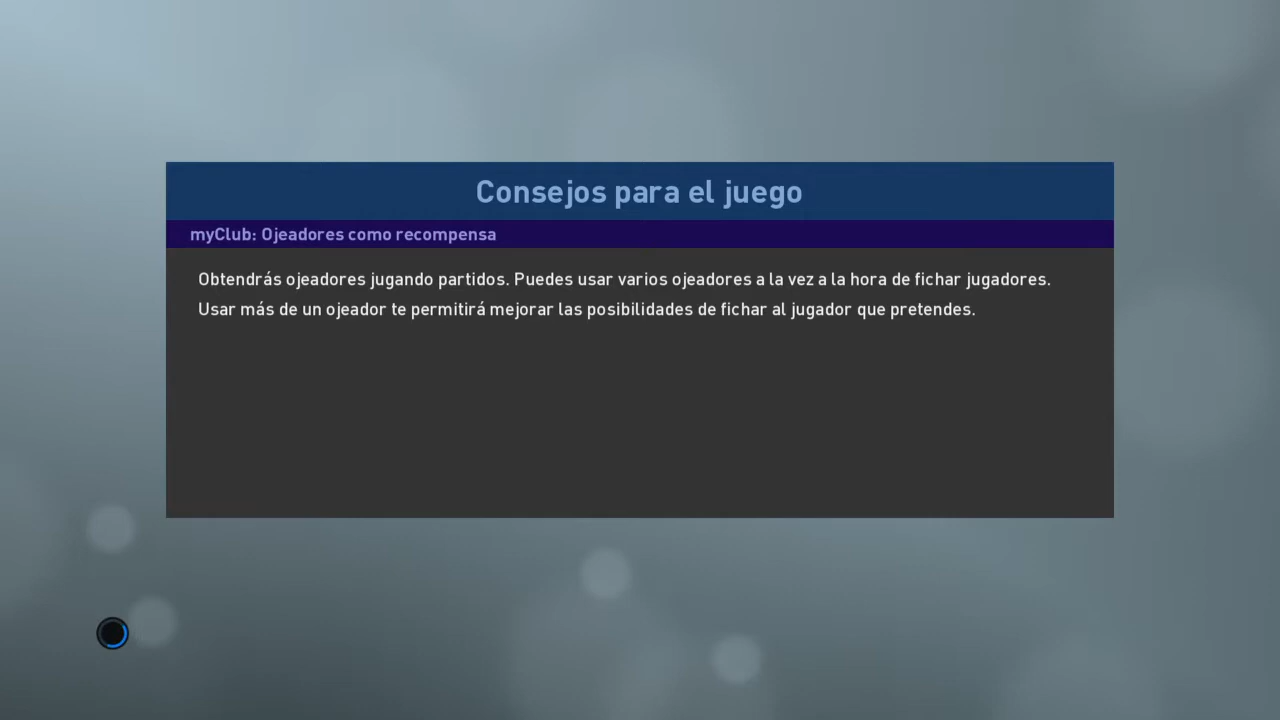 Consejos para el juego
myClub: Ojeadores como recompensa
Obtendrás ojeadores jugando partidos. Puedes usar varios ojeadores a la vez a la hora de fichar jugadores.
Usar más de un ojeador te permitirá mejorar las posibilidades de fichar al jugador que pretendes.